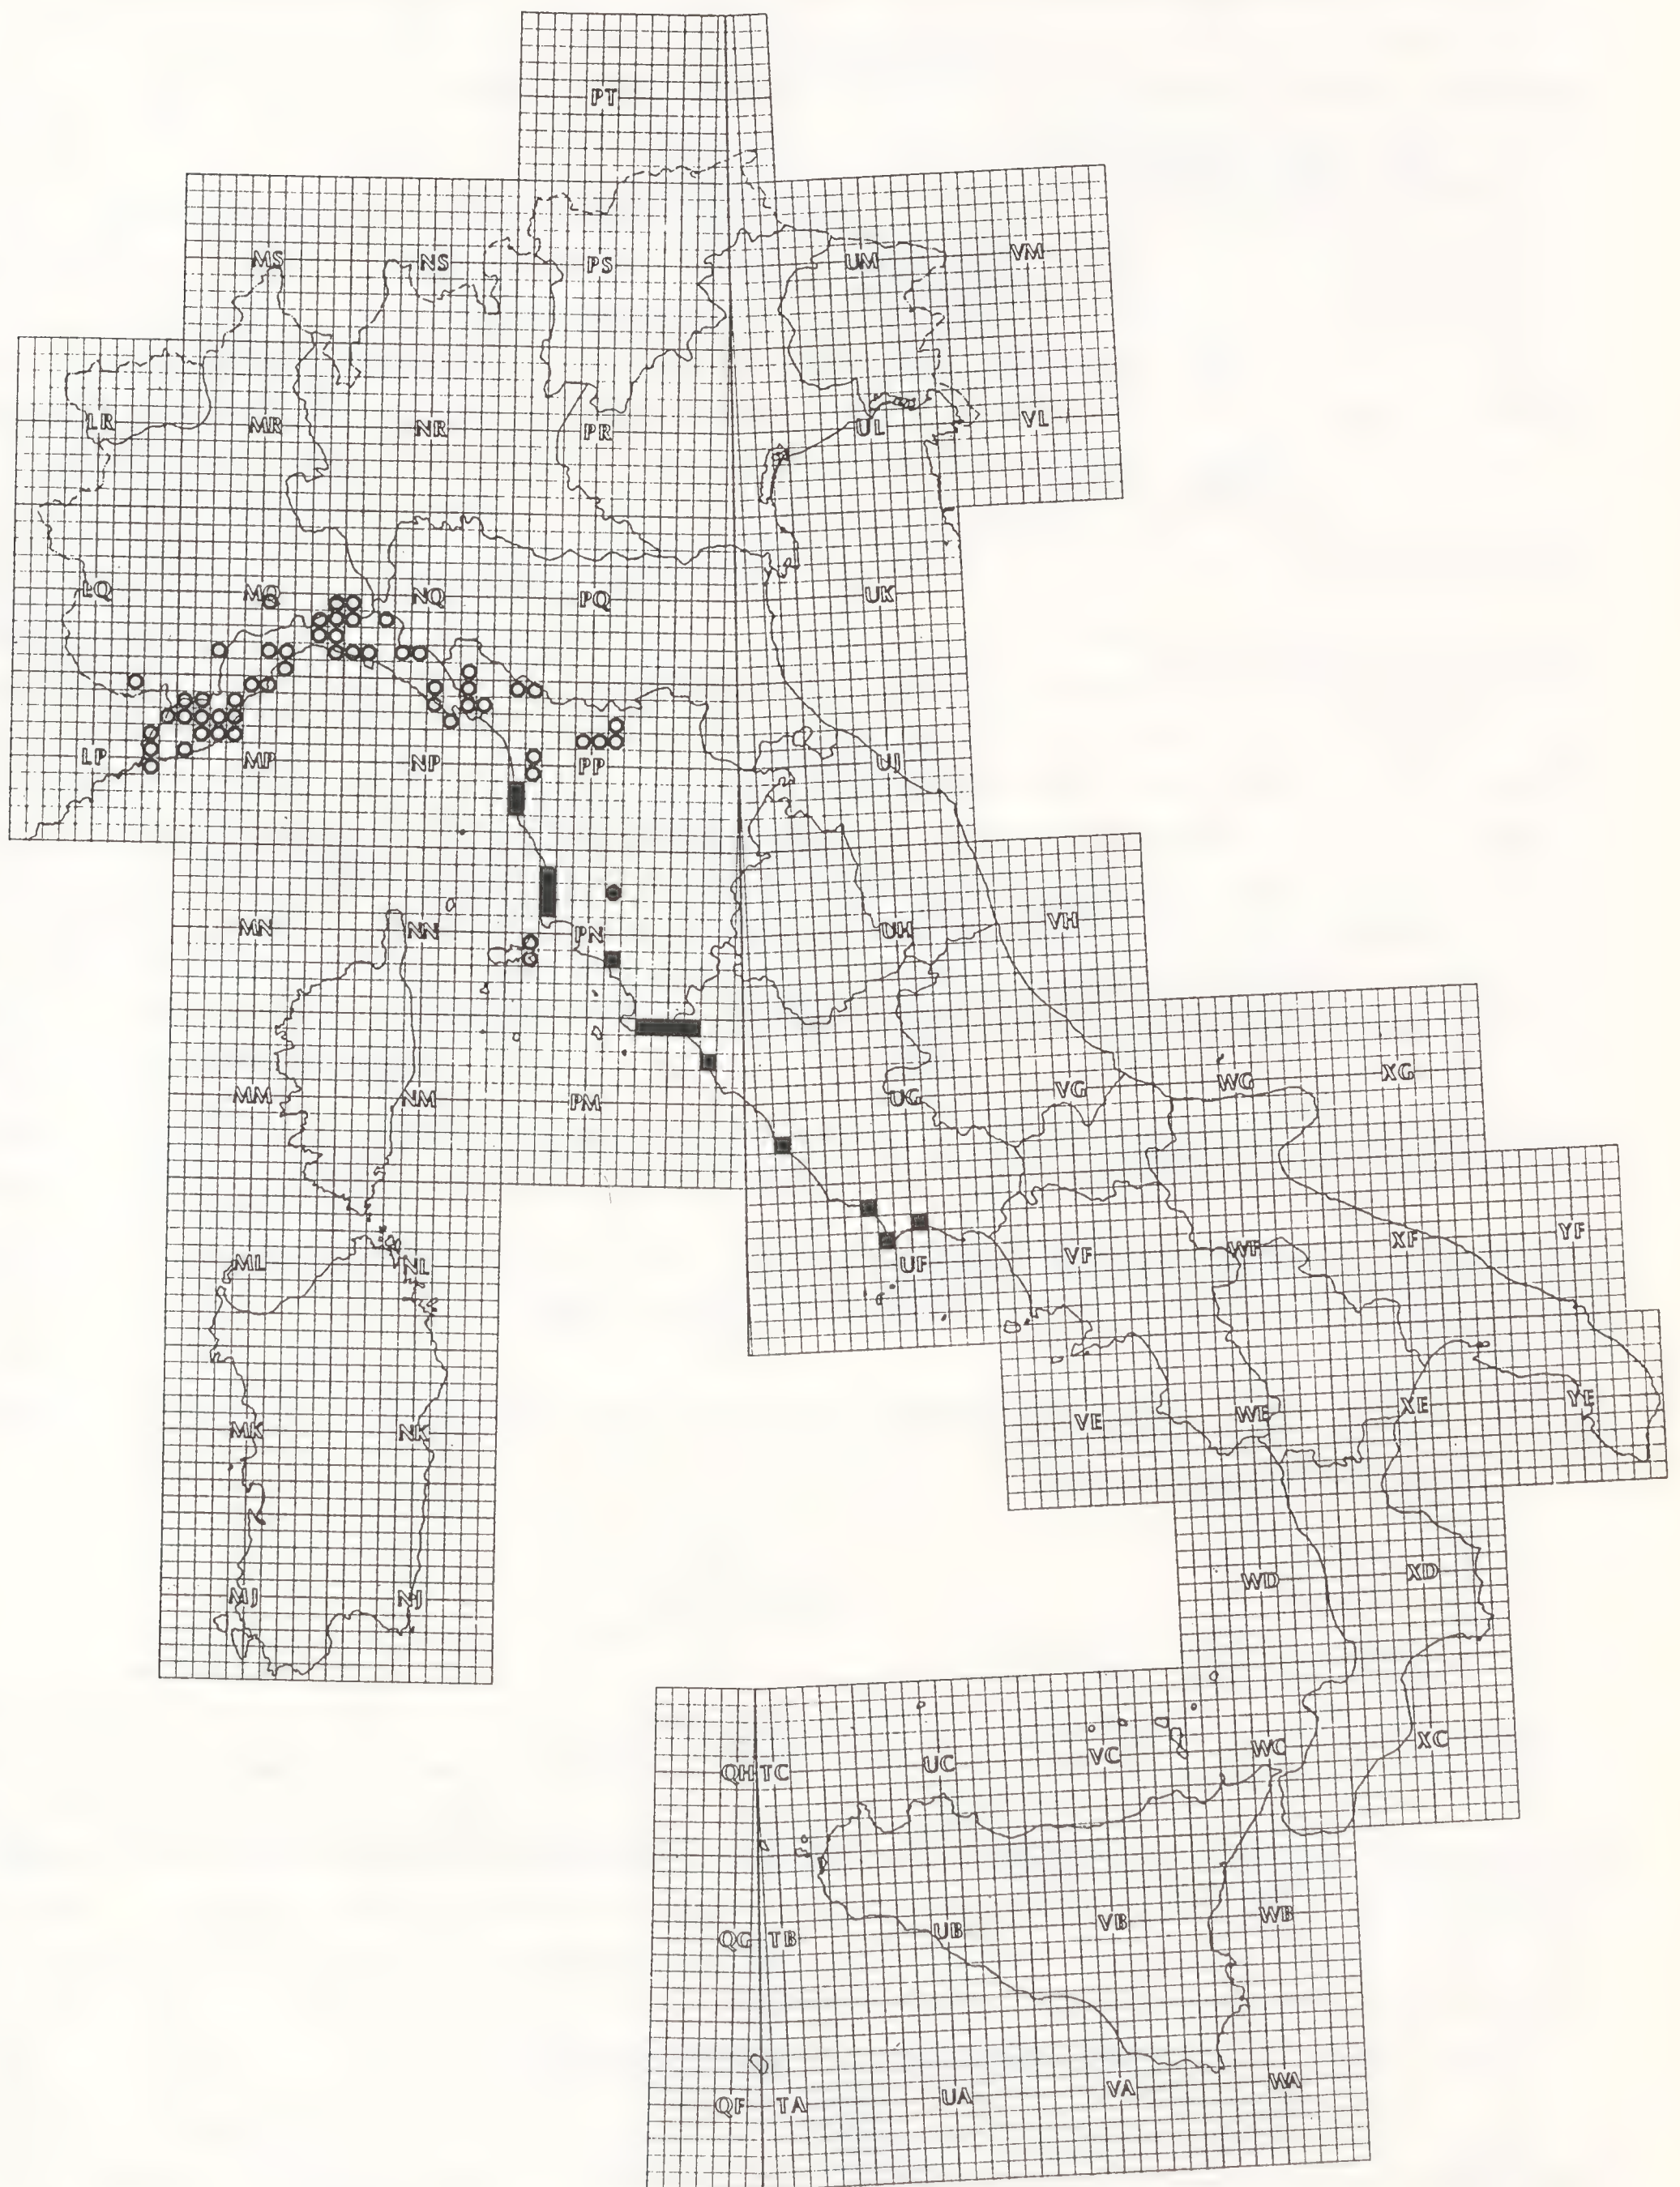 PT
MS NS PS UM VM
LR MR NR PR UL VL
LQ MQ NQ PQ UK
LP MP NP PP UJ
MN NN PN UH VH
MM NM PM UG VG WG XG
ML NL UF VF WF XF YF
MK NK VE WE XE YE
MJ NJ WD XD
QH TC UC VC WC XC
QG TB UB VB WB
QF TA UA VA WA